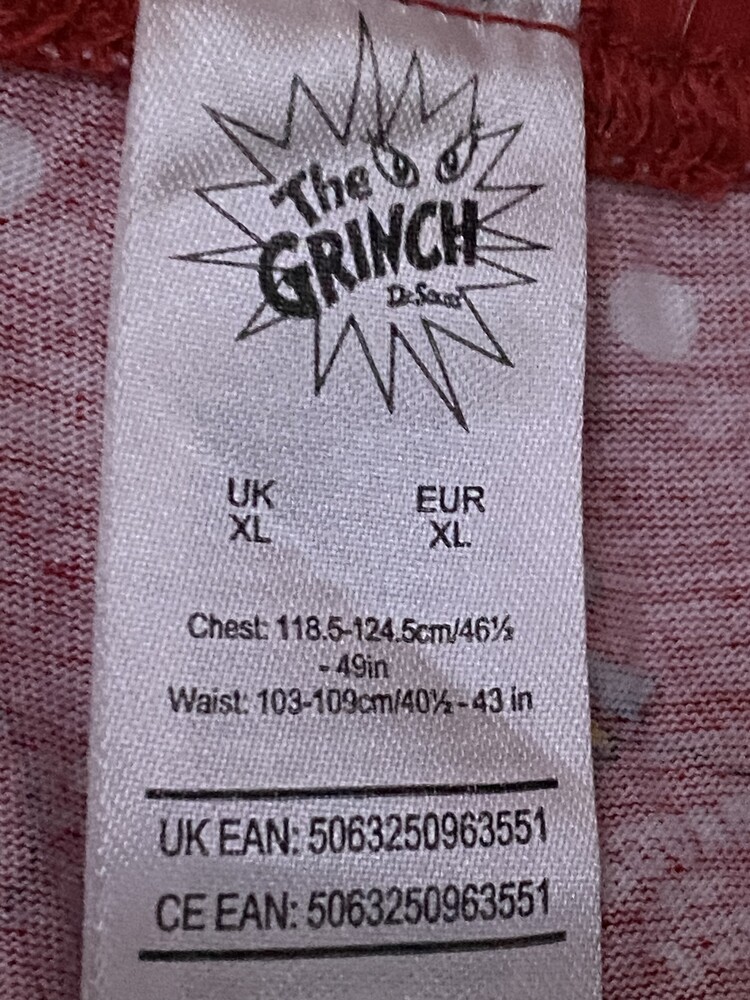 The
GRINCH
Dr. Seuss
UK EUR
XL XL
Chest: 118.5-124.5cm/46½
- 49in
Waist: 103-109cm/40½ - 43 in
UK EAN: 5063250963551
CE EAN: 5063250963551